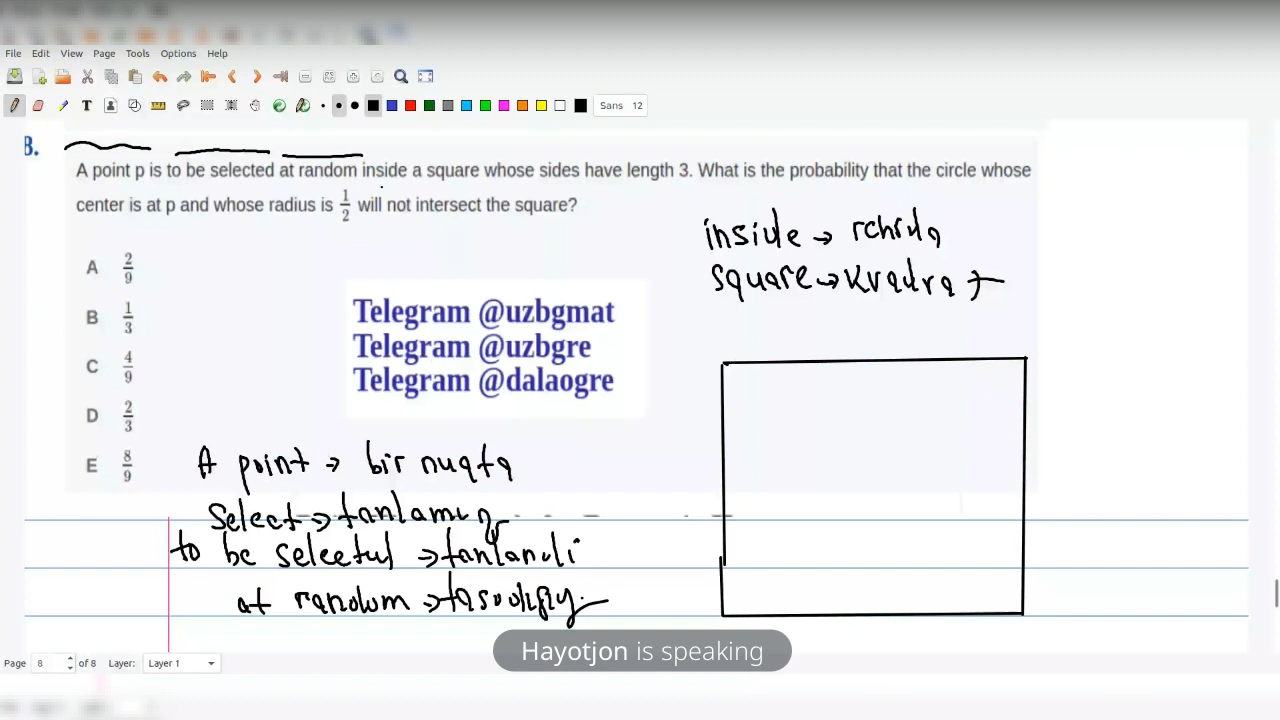 File Edit View Page Tools Options Help
Sans 12
8.
A point p is to be selected at random inside a square whose sides have length 3. What is the probability that the circle whose
center is at p and whose radius is 1/2 will not intersect the square?
A 2/9
B 1/3
C 4/9
D 2/3
E 8/9
Telegram @uzbgmat
Telegram @uzbgre
Telegram @dalaogre
inside →
square → kvadrat
A point → bir nuqta
select →
to be → tanlandi
at random →
Page 8 of 8 Layer: Layer 1
Hayotjon is speaking